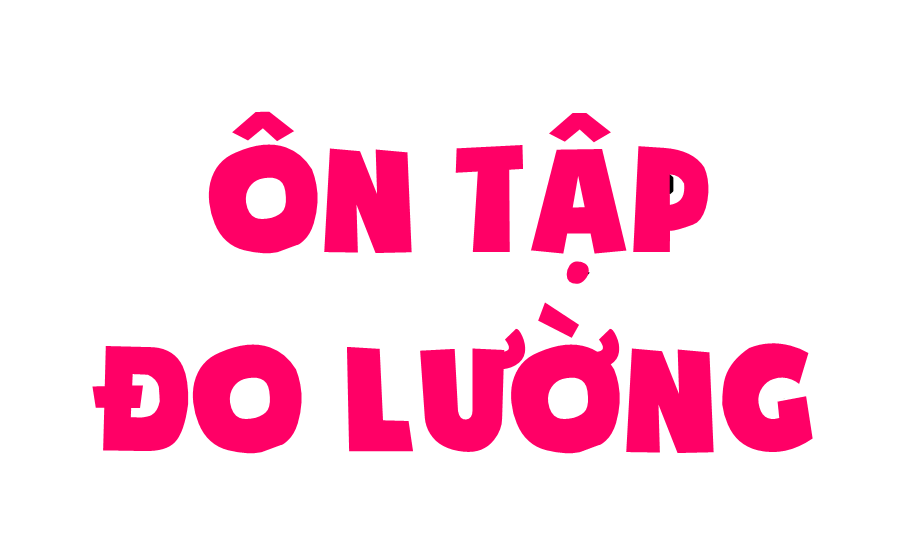 ÔN TẬP
ĐO LƯỜNG